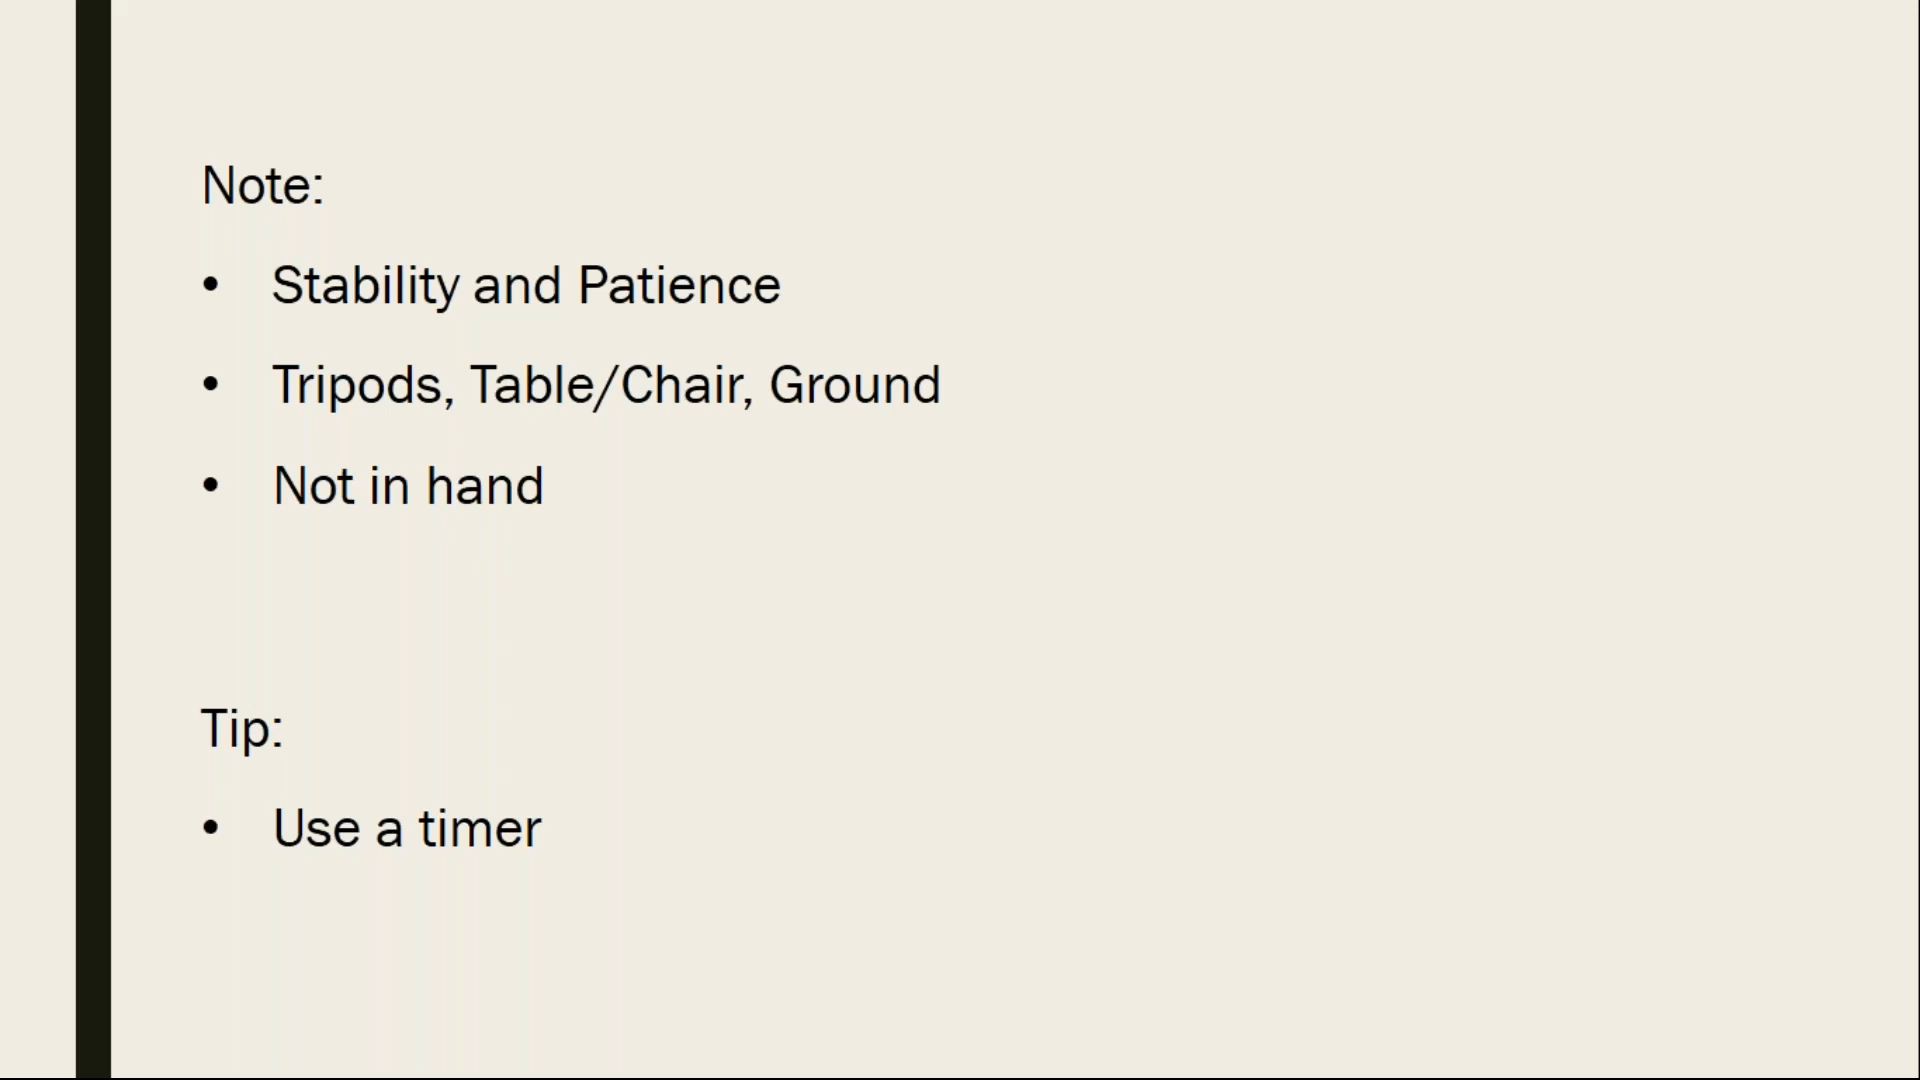 Note:
• Stability and Patience
• Tripods, Table/Chair, Ground
• Not in hand
Tip:
• Use a timer